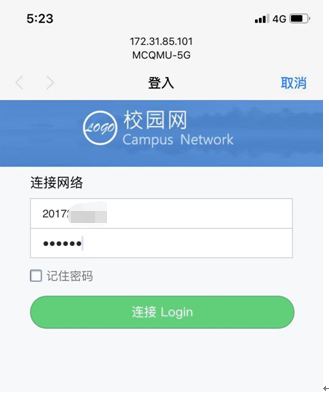 5:23
4G
172.31.85.101
MCQMU-5G
登入
取消
LOGO
校园网
Campus Network
连接网络
2017
••••••
记住密码
连接 Login